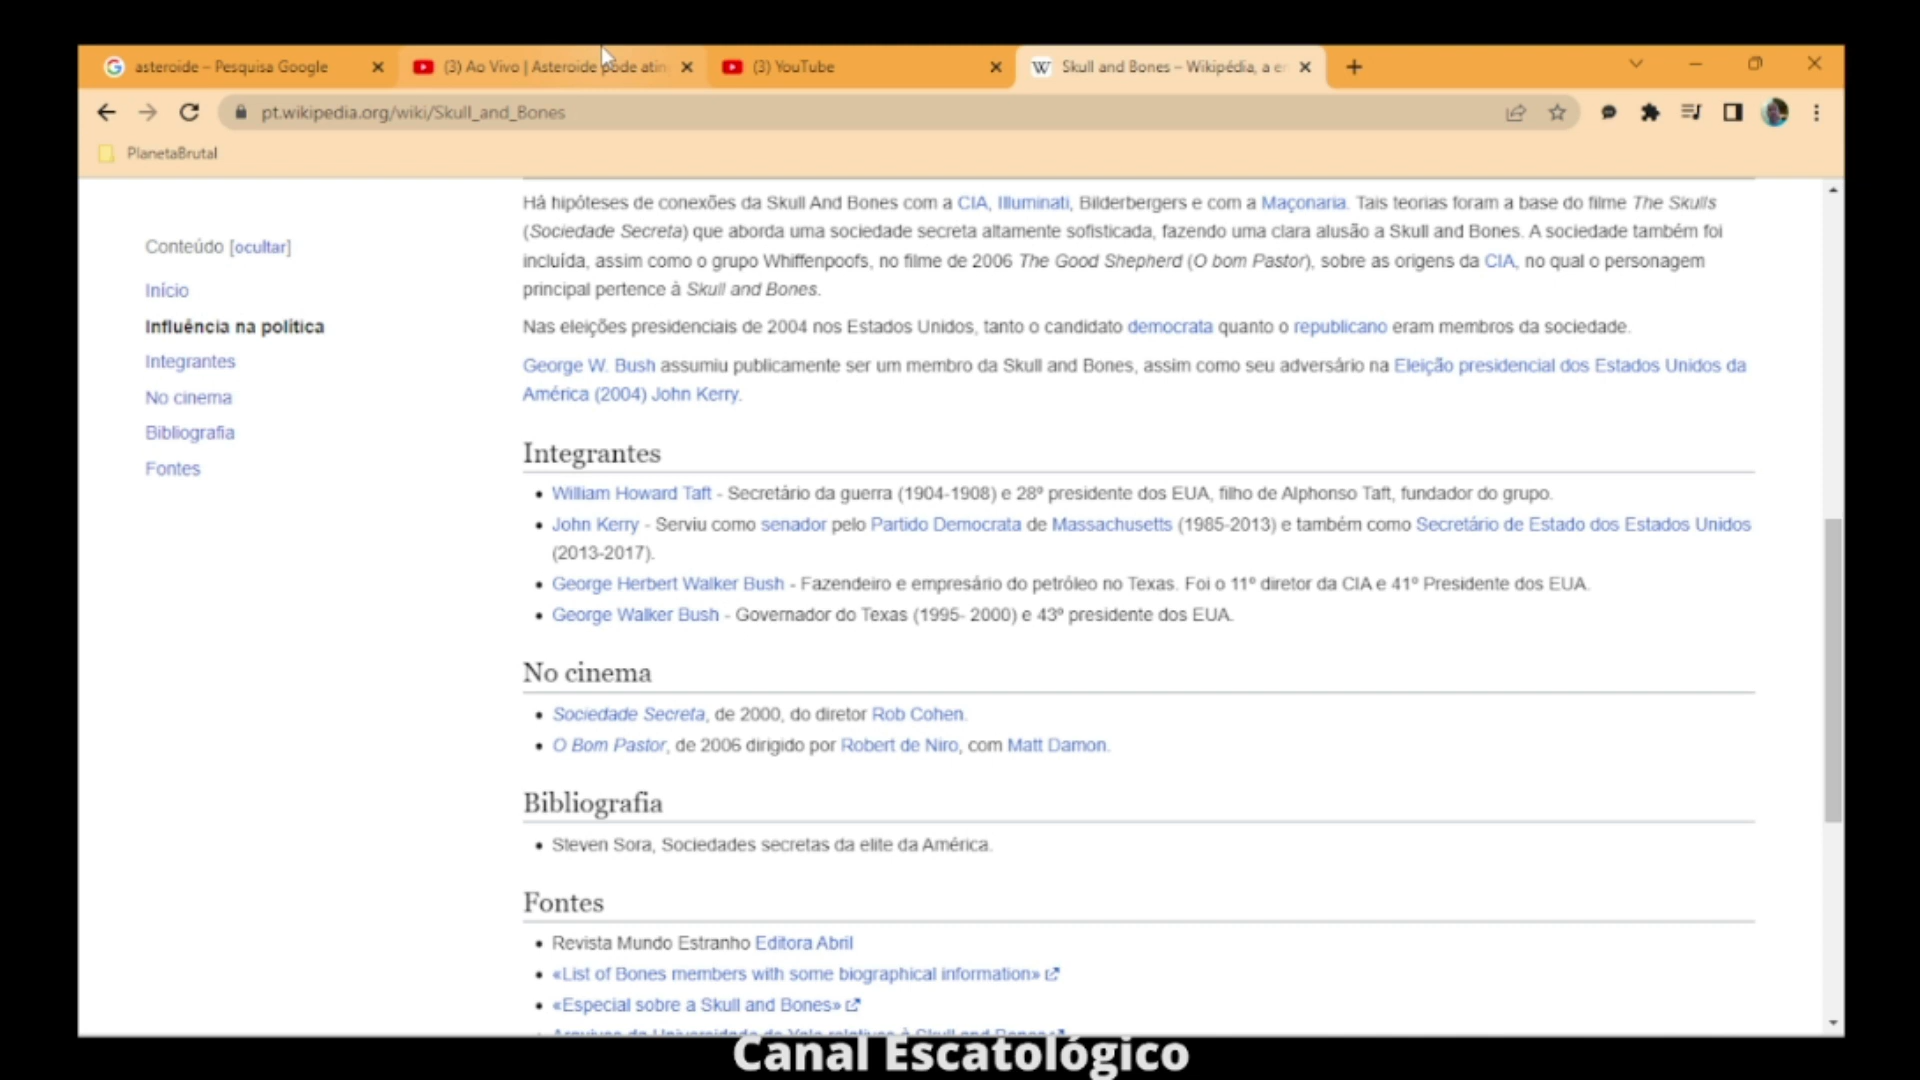 asteroide – Pesquisa Google
(3) Ao Vivo | Asteroide pode atin
(3) YouTube
Skull and Bones – Wikipédia, a en
pt.wikipedia.org/wiki/Skull_and_Bones
PlanetaBrutal
Conteúdo [ocultar]
Início
Influência na política
Integrantes
No cinema
Bibliografia
Fontes
Há hipóteses de conexões da Skull And Bones com a CIA, Illuminati, Bilderbergers e com a Maçonaria. Tais teorias foram a base do filme The Skulls
(Sociedade Secreta) que aborda uma sociedade secreta altamente sofisticada, fazendo uma clara alusão a Skull and Bones. A sociedade também foi
incluída, assim como o grupo Whiffenpoofs, no filme de 2006 The Good Shepherd (O bom Pastor), sobre as origens da CIA, no qual o personagem
principal pertence à Skull and Bones.
Nas eleições presidenciais de 2004 nos Estados Unidos, tanto o candidato democrata quanto o republicano eram membros da sociedade.
George W. Bush assumiu publicamente ser um membro da Skull and Bones, assim como seu adversário na Eleição presidencial dos Estados Unidos da
América (2004) John Kerry.
Integrantes
• William Howard Taft - Secretário da guerra (1904-1908) e 28º presidente dos EUA, filho de Alphonso Taft, fundador do grupo.
• John Kerry - Serviu como senador pelo Partido Democrata de Massachusetts (1985-2013) e também como Secretário de Estado dos Estados Unidos
(2013-2017).
• George Herbert Walker Bush - Fazendeiro e empresário do petróleo no Texas. Foi o 11º diretor da CIA e 41º Presidente dos EUA.
• George Walker Bush - Governador do Texas (1995- 2000) e 43º presidente dos EUA.
No cinema
• Sociedade Secreta, de 2000, do diretor Rob Cohen.
• O Bom Pastor, de 2006 dirigido por Robert de Niro, com Matt Damon.
Bibliografia
• Steven Sora, Sociedades secretas da elite da América.
Fontes
• Revista Mundo Estranho Editora Abril
• «List of Bones members with some biographical information»
• «Especial sobre a Skull and Bones»
Arquivos da Universidade de Yale relativos à Skull and Bones
Canal Escatológico